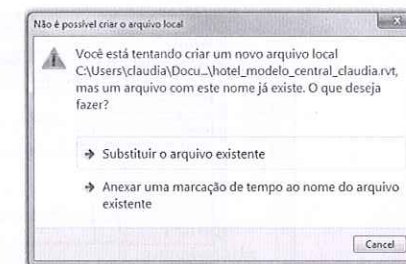 Não é possível criar o arquivo local
Você está tentando criar um novo arquivo local
C:\Users\claudia\Docu...\hotel_modelo_central_claudia.rvt,
mas um arquivo com este nome já existe. O que deseja
fazer?
→ Substituir o arquivo existente
→ Anexar uma marcação de tempo ao nome do arquivo
existente
Cancel